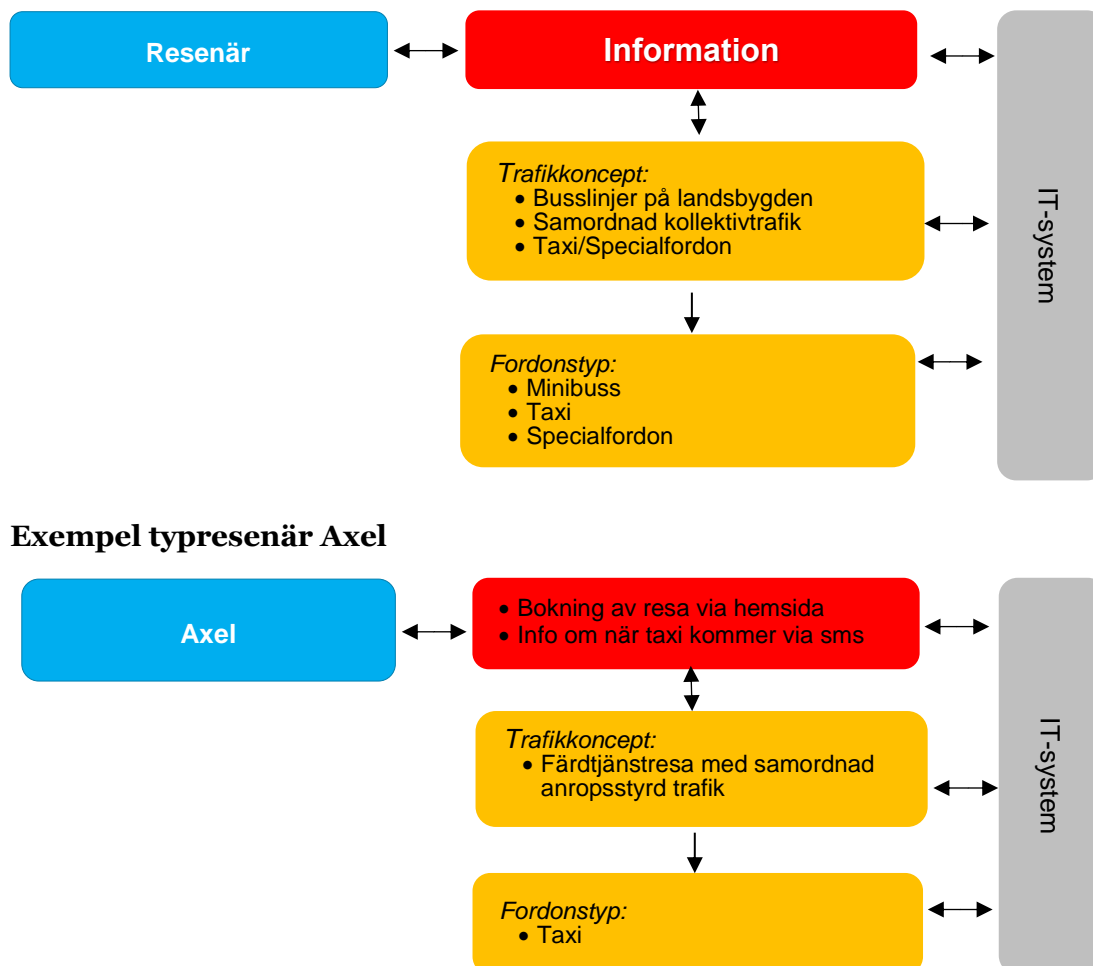 Resenär
Information
Trafikkoncept:
• Busslinjer på landsbygden
• Samordnad kollektivtrafik
• Taxi/Specialfordon
Fordonstyp:
• Minibuss
• Taxi
• Specialfordon
IT-system
Exempel typresenär Axel
Axel
• Bokning av resa via hemsida
• Info om när taxi kommer via sms
Trafikkoncept:
• Färdtjänstresa med samordnad
anropsstyrd trafik
Fordonstyp:
• Taxi
IT-system